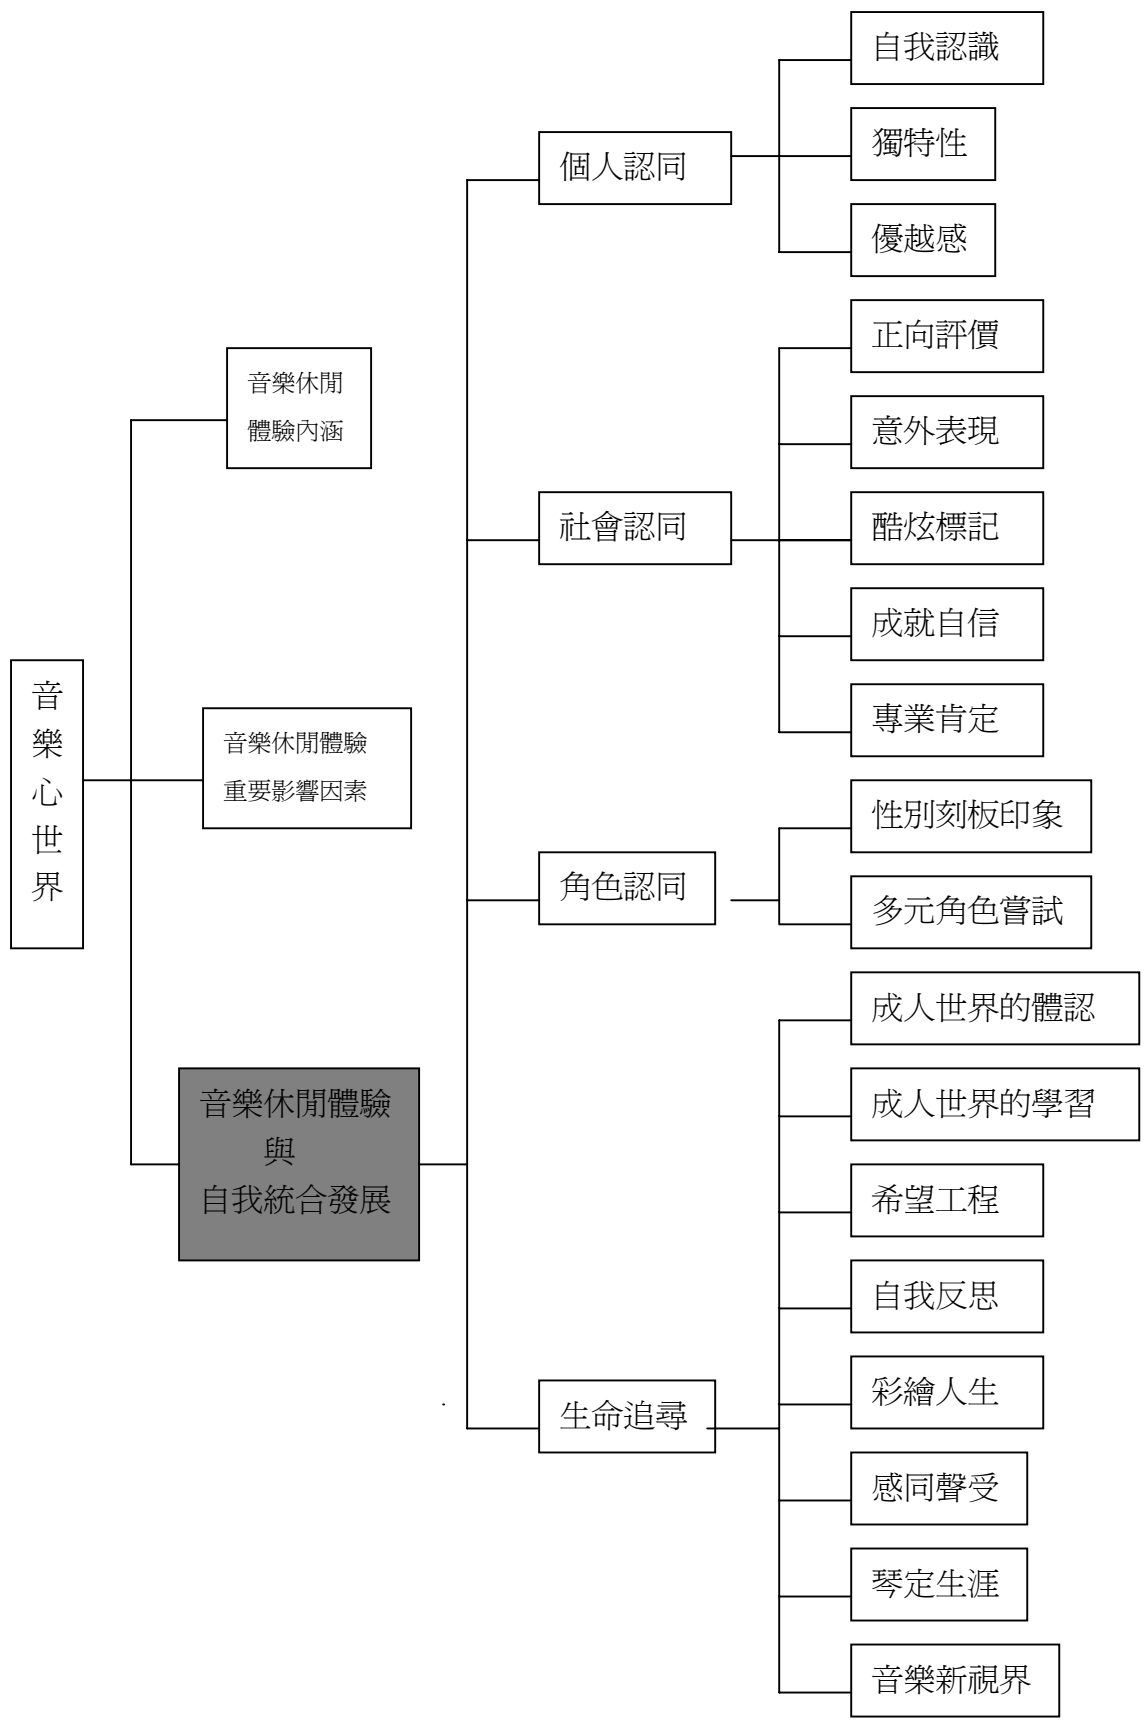 音樂心世界
音樂休閒
體驗內涵
音樂休閒體驗
重要影響因素
音樂休閒體驗
與
自我統合發展
個人認同
自我認識
獨特性
優越感
社會認同
正向評價
意外表現
酷炫標記
成就自信
專業肯定
角色認同
性別刻板印象
多元角色嘗試
生命追尋
成人世界的體認
成人世界的學習
希望工程
自我反思
彩繪人生
感同聲受
琴定生涯
音樂新視界